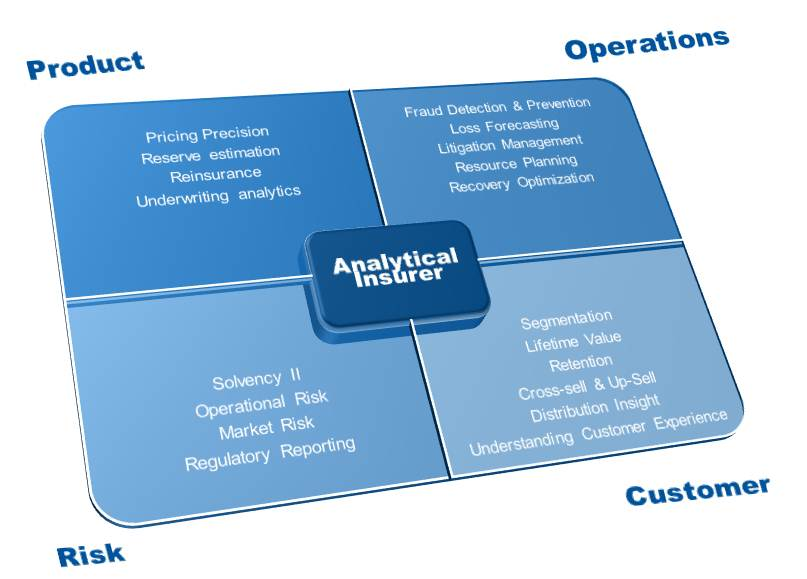 Product
Pricing Precision
Reserve estimation
Reinsurance
Underwriting analytics
Operations
Fraud Detection & Prevention
Loss Forecasting
Litigation Management
Resource Planning
Recovery Optimization
Analytical
Insurer
Solvency II
Operational Risk
Market Risk
Regulatory Reporting
Risk
Segmentation
Lifetime Value
Retention
Cross-sell & Up-Sell
Distribution Insight
Understanding Customer Experience
Customer